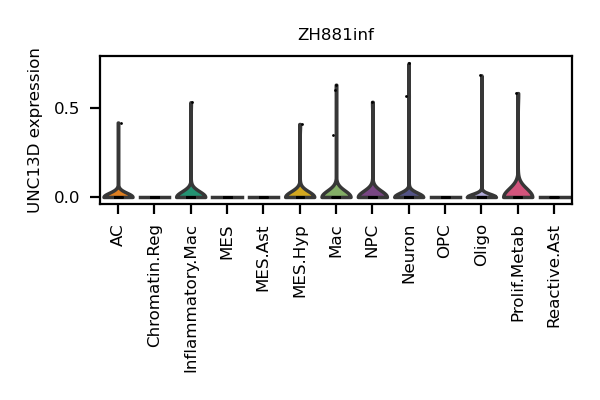 ZH881inf
UNC13D expression
0.5
0.0
AC
Chromatin.Reg
Inflammatory.Mac
MES
MES.Ast
MES.Hyp
Mac
NPC
Neuron
OPC
Oligo
Prolif.Metab
Reactive.Ast